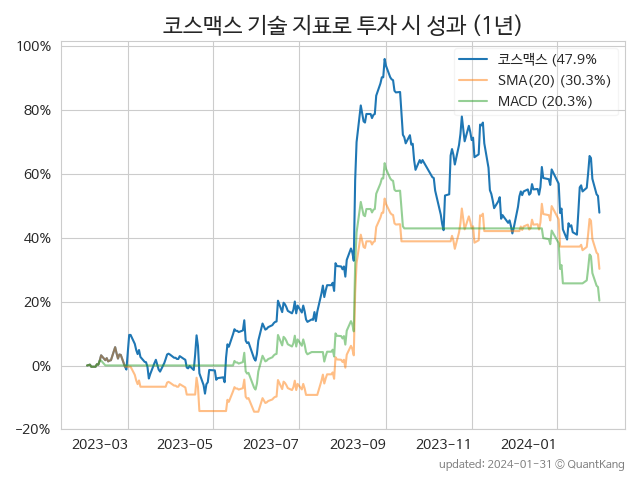 코스맥스 기술 지표로 투자 시 성과 (1년)
100%
80%
60%
40%
20%
0%
−20%
코스맥스 (47.9%
SMA(20) (30.3%)
MACD (20.3%)
2023-03
2023-05
2023-07
2023-09
2023-11
2024-01
updated: 2024-01-31 © QuantKang